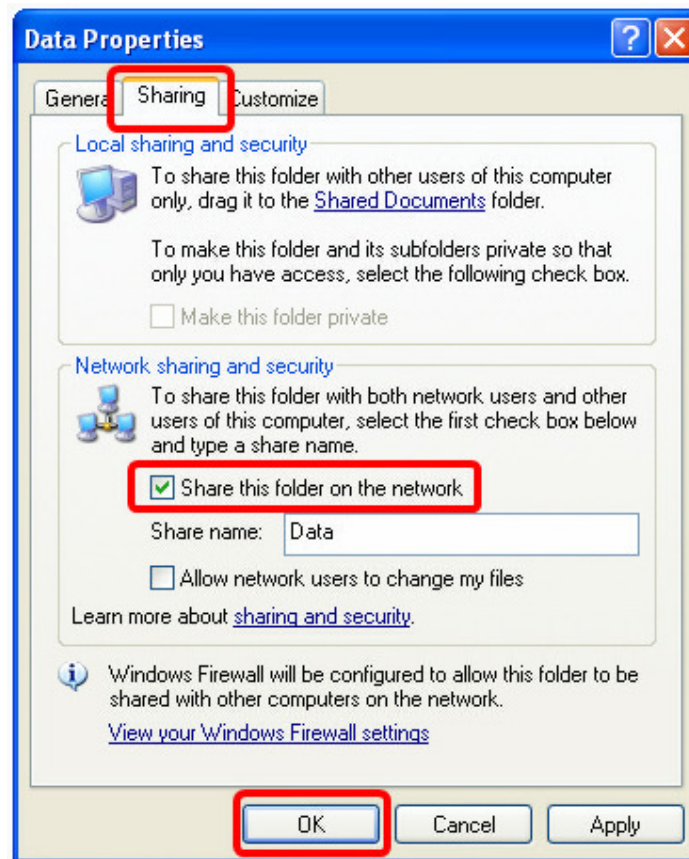 Data Properties
General Sharing Customize
Local sharing and security
To share this folder with other users of this computer
only, drag it to the Shared Documents folder.
To make this folder and its subfolders private so that
only you have access, select the following check box.
Make this folder private
Network sharing and security
To share this folder with both network users and other
users of this computer, select the first check box below
and type a share name.
Share this folder on the network
Share name: Data
Allow network users to change my files
Learn more about sharing and security.
Windows Firewall will be configured to allow this folder to be
shared with other computers on the network.
View your Windows Firewall settings
OK Cancel Apply